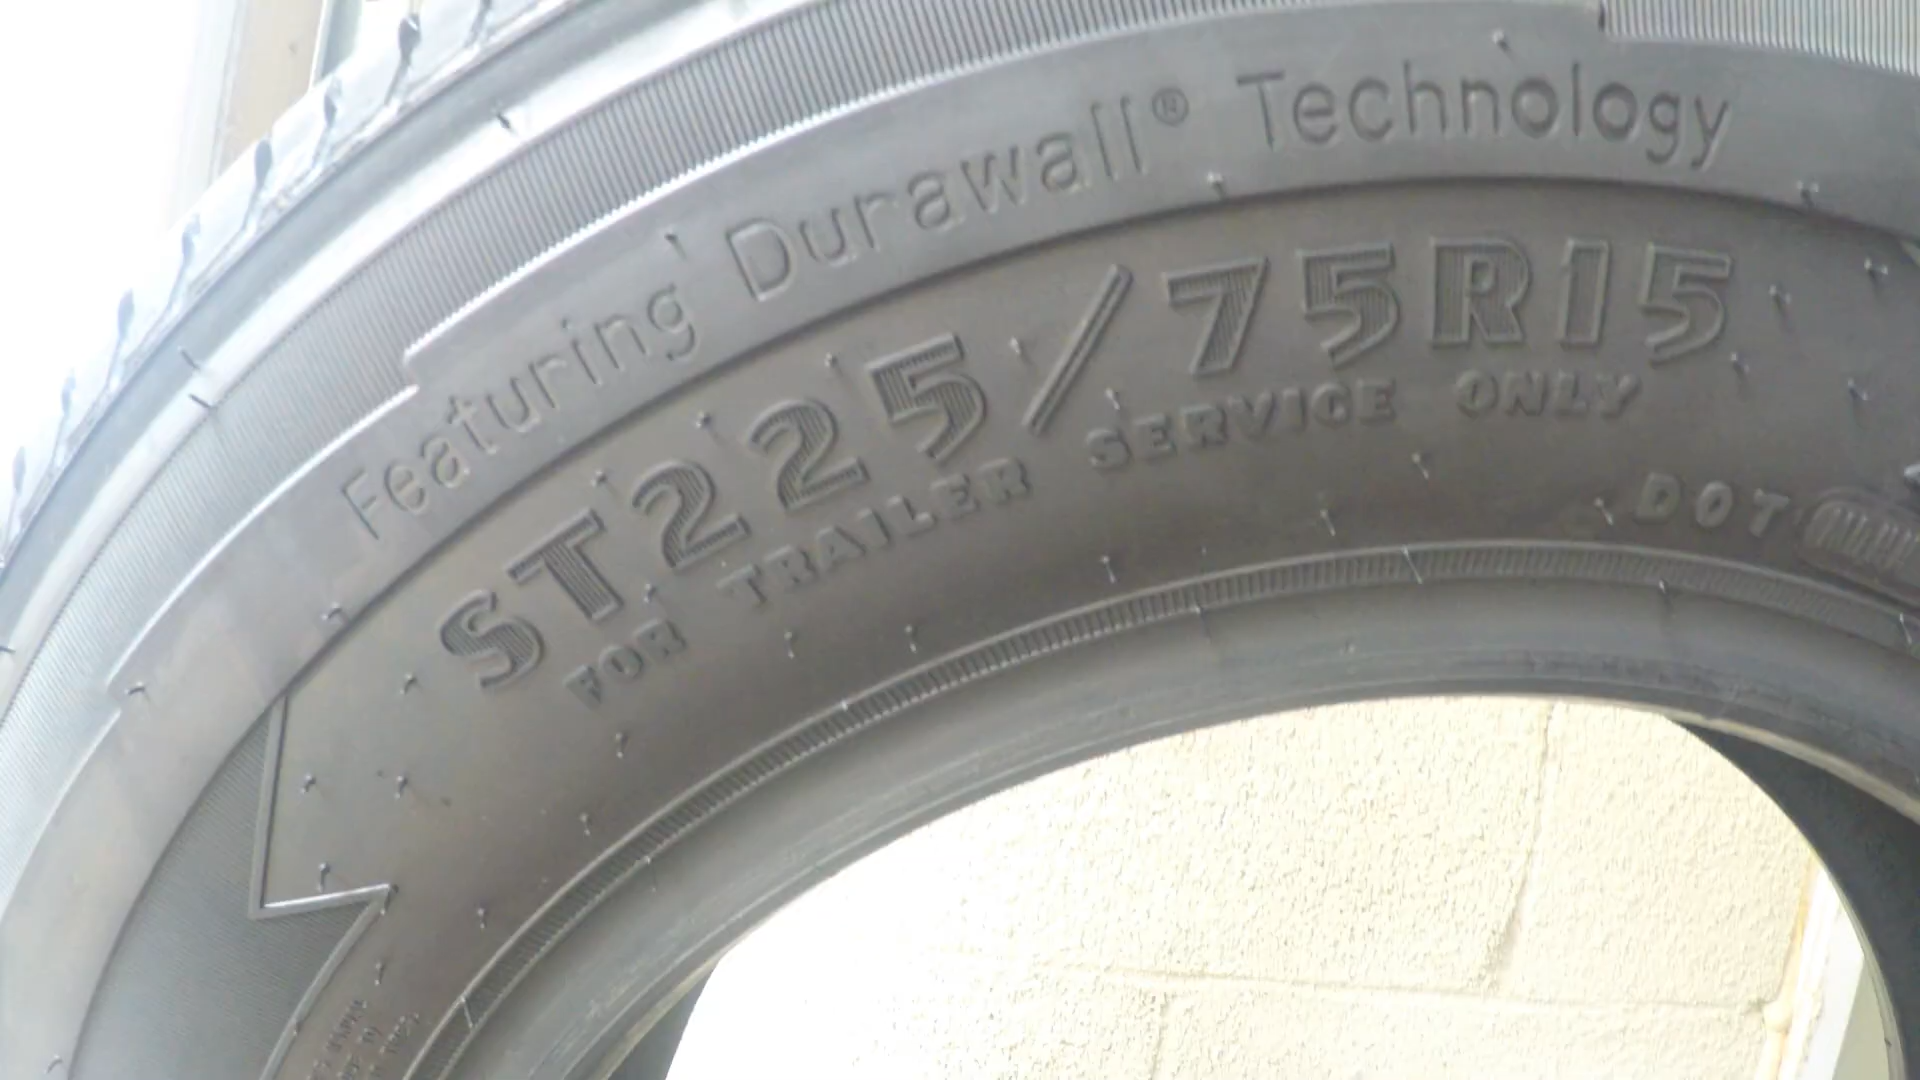 Featuring Durawall® Technology
ST225/75R15
FOR TRAILER SERVICE ONLY
DOT